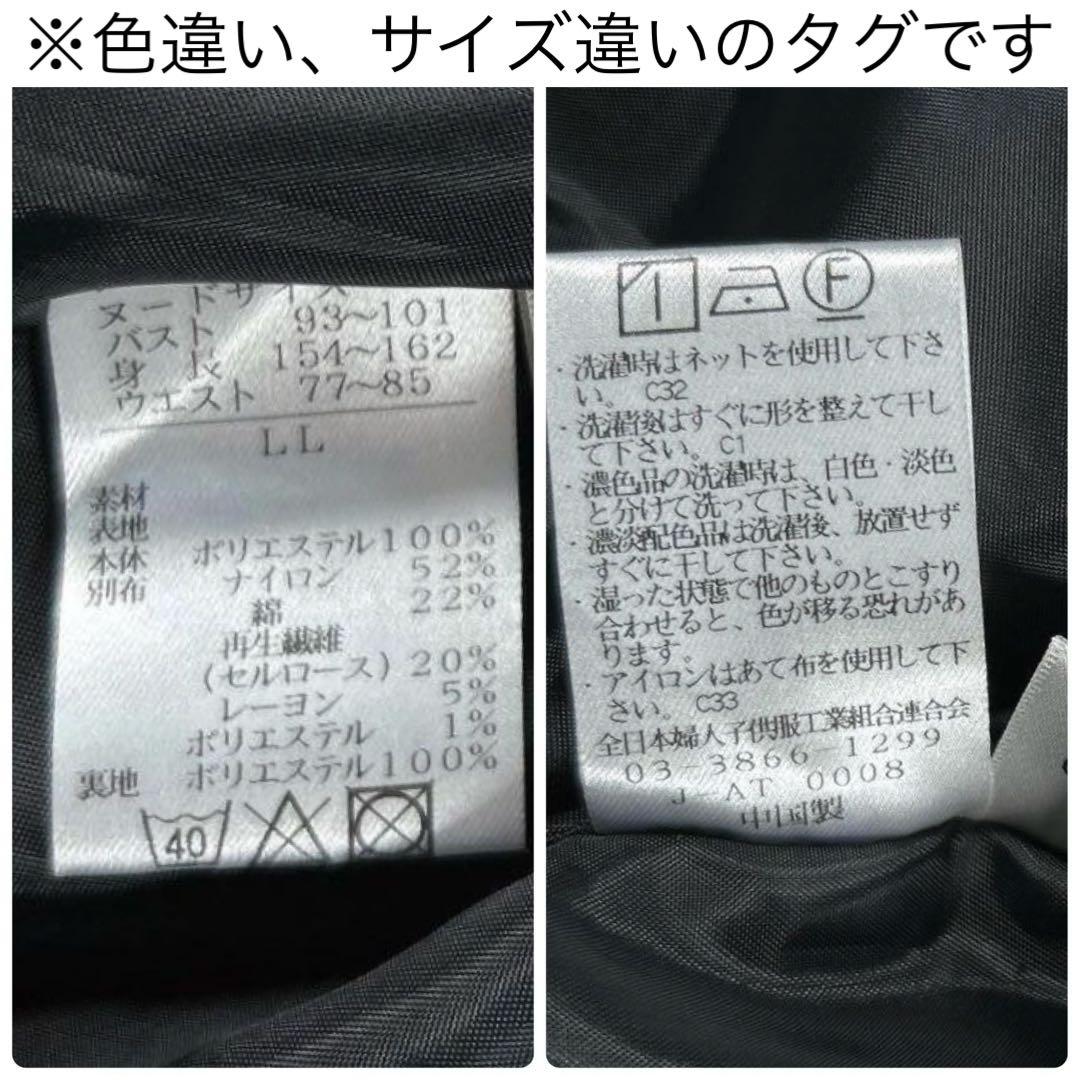 ※色違い、サイズ違いのタグです
ヌードサイズ
バスト 93～101
身長 154～162
ウエスト 77～85
LL
素材
表地
本体 ポリエステル100%
別布 ナイロン 52%
綿 22%
再生繊維
(セルロース) 20%
レーヨン 5%
ポリエステル 1%
裏地 ポリエステル100%
40
F
・洗濯時はネットを使用して下さ
い。 C32
・洗濯後はすぐに形を整えて干し
て下さい。 C1
・濃色品の洗濯時は、白色・淡色
と分けて洗って下さい。
・濃淡配色品は洗濯後、放置せず
すぐに干して下さい。
・湿った状態で他のものとこすり
合わせると、色が移る恐れがあ
ります。
・アイロンはあて布を使用して下
さい。 C33
全日本婦人子供服工業組合連合会
03-3866-1299
J-AT 0008
中国製